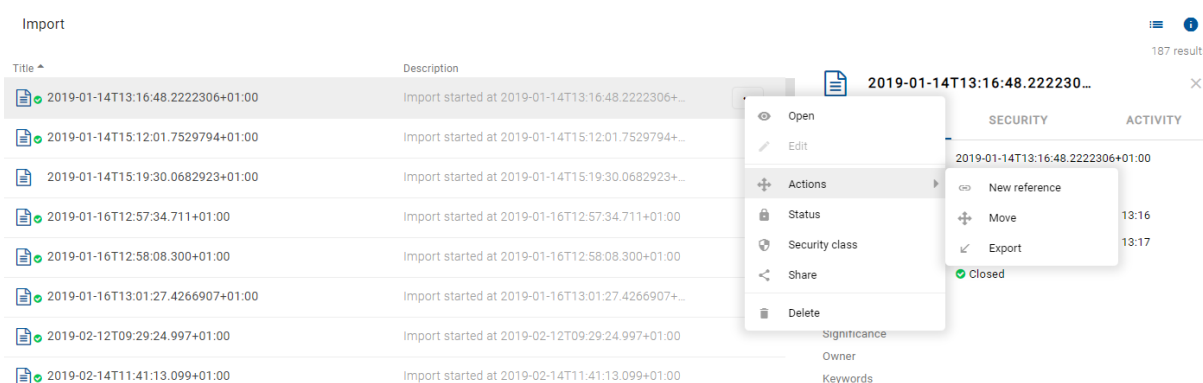 Import
187 result
Title
Description
2019-01-14T13:16:48.2222306+01:00
Import started at 2019-01-14T13:16:48.2222306+...
2019-01-14T15:12:01.7529794+01:00
Import started at 2019-01-14T15:12:01.7529794+...
2019-01-14T15:19:30.0682923+01:00
Import started at 2019-01-14T15:19:30.0682923+...
2019-01-16T12:57:34.711+01:00
Import started at 2019-01-16T12:57:34.711+01:00
2019-01-16T12:58:08.300+01:00
Import started at 2019-01-16T12:58:08.300+01:00
2019-01-16T13:01:27.4266907+01:00
Import started at 2019-01-16T13:01:27.4266907+...
2019-02-12T09:29:24.997+01:00
Import started at 2019-02-12T09:29:24.997+01:00
2019-02-14T11:41:13.099+01:00
Import started at 2019-02-14T11:41:13.099+01:00
Open
Edit
Actions
Status
Security class
Share
Delete
New reference
Move
Export
2019-01-14T13:16:48.222230...
SECURITY
ACTIVITY
2019-01-14T13:16:48.2222306+01:00
13:16
13:17
Closed
Significance
Owner
Keywords